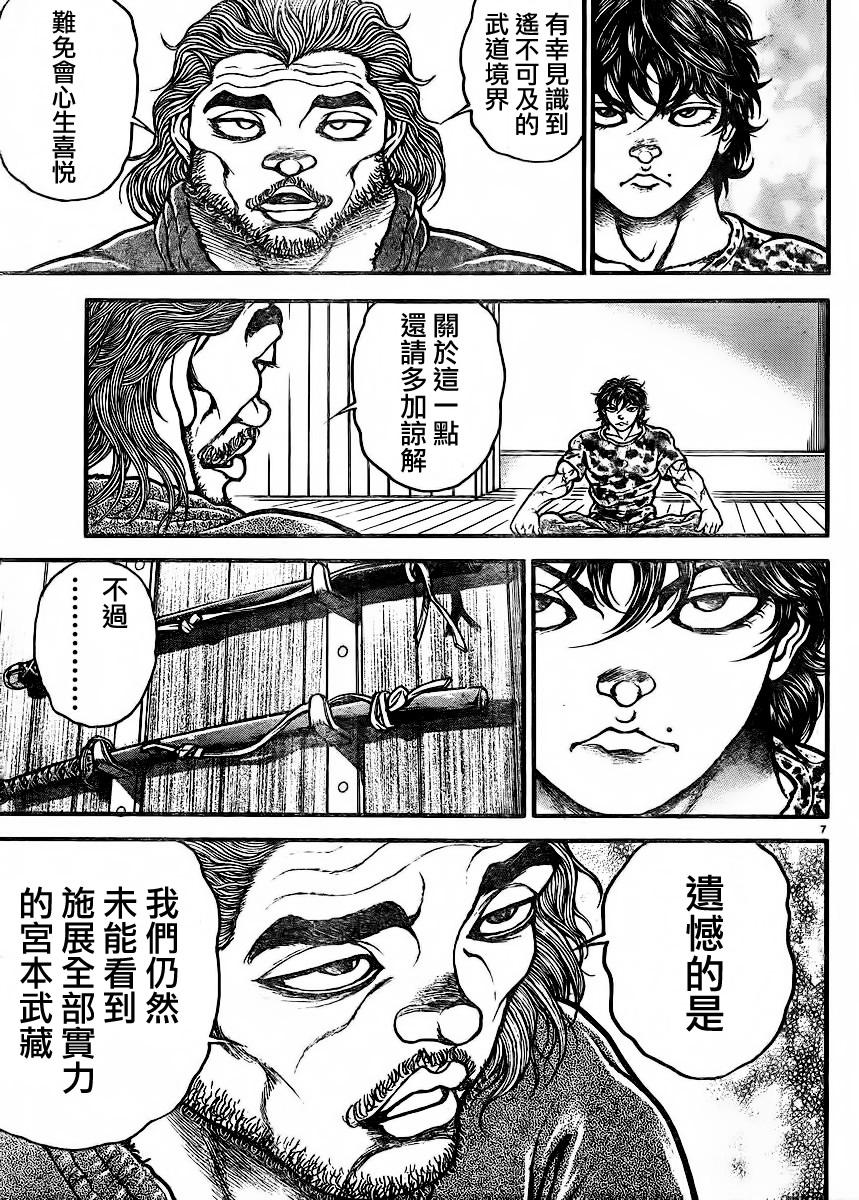 有幸見識到
遙不可及的
武道境界
難免會心生喜悅
關於這一點
還請多加諒解
不過
………
7
遺憾的是
我們仍然
未能看到
施展全部實力
的宮本武藏